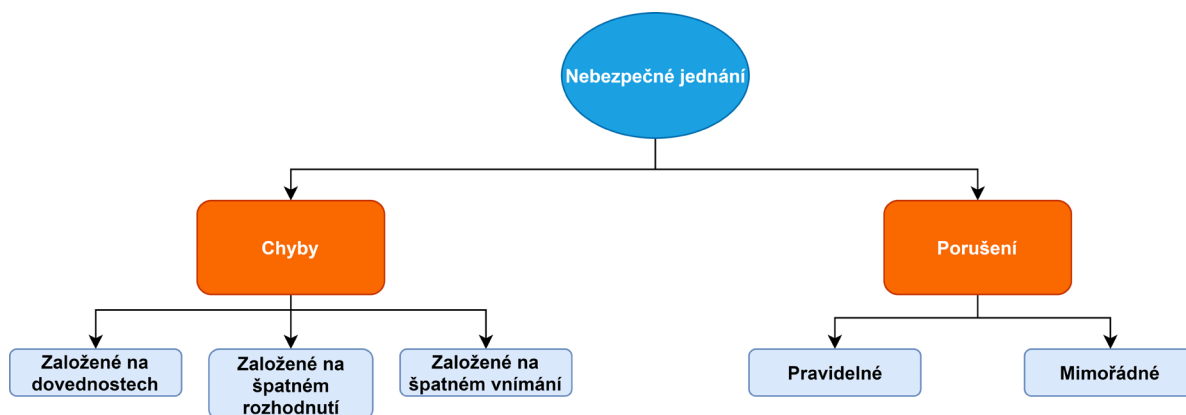 Nebezpečné jednání
Chyby
Porušení
Založené na
dovednostech
Založené na
špatném
rozhodnutí
Založené na
špatném vnímání
Pravidelné
Mimořádné